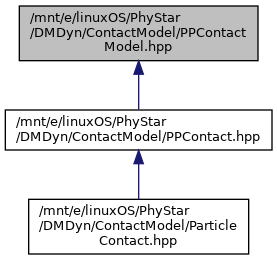 /mnt/e/linuxOS/PhyStar
/DMDyn/ContactModel/PPContact
Model.hpp
/mnt/e/linuxOS/PhyStar
/DMDyn/ContactModel/PPContact.hpp
/mnt/e/linuxOS/PhyStar
/DMDyn/ContactModel/Particle
Contact.hpp